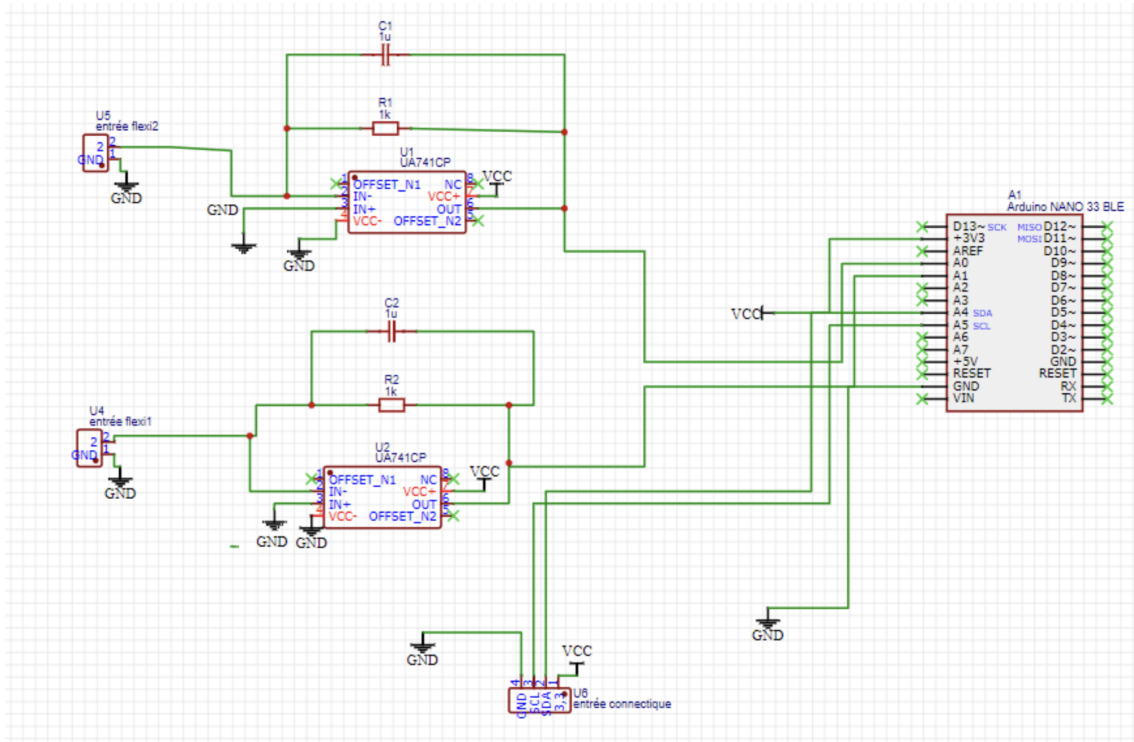 C1
1u
R1
1k
U5
entrée flexi2
2
2
GND
1
GND
U1
UA741CP
1
OFFSET_N1
NC
8
VCC
2
IN-
VCC+
7
3
IN+
OUT
6
4
VCC-
OFFSET_N2
5
GND
GND
C2
1u
R2
1k
U4
entrée flexi1
2
2
GND
1
GND
U2
UA741CP
1
OFFSET_N1
NC
8
VCC
2
IN-
VCC+
7
3
IN+
OUT
6
4
VCC-
OFFSET_N2
5
GND
GND
A1
Arduino NANO 33 BLE
D13~ SCK
MISO D12~
+3V3
MOSI D11~
AREF
D10~
A0
D9~
A1
D8~
A2
D7~
A3
D6~
A4 SDA
D5~
A5 SCL
D4~
A6
D3~
A7
D2~
+5V
GND
RESET
RESET
GND
RX
VIN
TX
VCC
GND
GND
VCC
4
3
2
1
GND
SCL
SDA
3,3
U6
entrée connectique